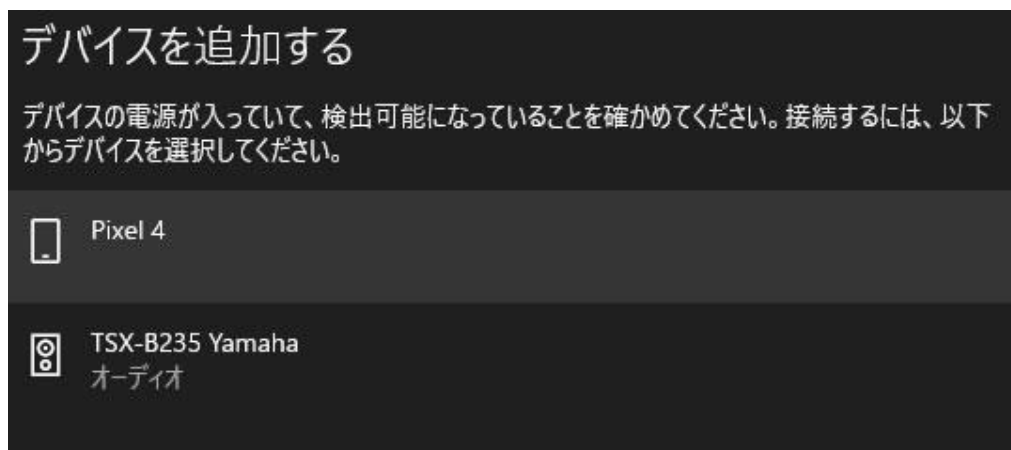 デバイスを追加する
デバイスの電源が入っていて、検出可能になっていることを確かめてください。接続するには、以下
からデバイスを選択してください。
Pixel 4
TSX-B235 Yamaha
オーディオ